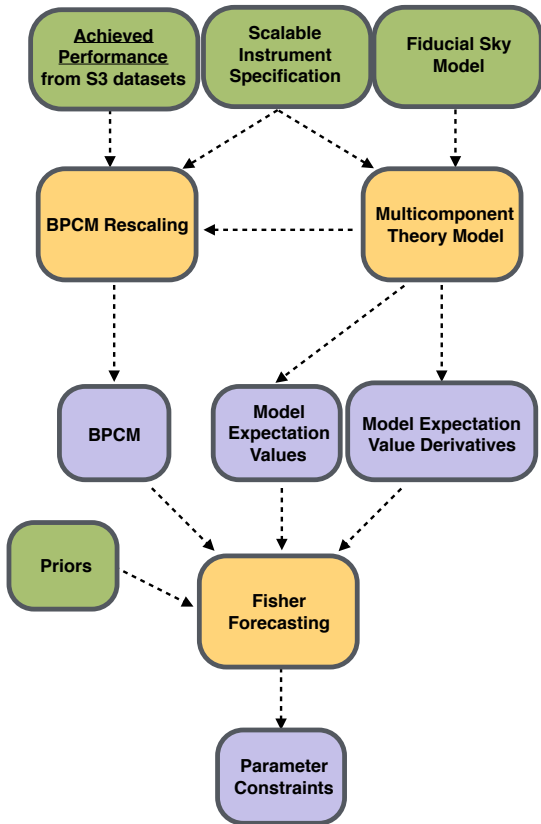 Achieved
Performance
from S3 datasets
Scalable
Instrument
Specification
Fiducial Sky
Model
BPCM Rescaling
Multicomponent
Theory Model
BPCM
Model
Expectation
Values
Model Expectation
Value Derivatives
Priors
Fisher
Forecasting
Parameter
Constraints